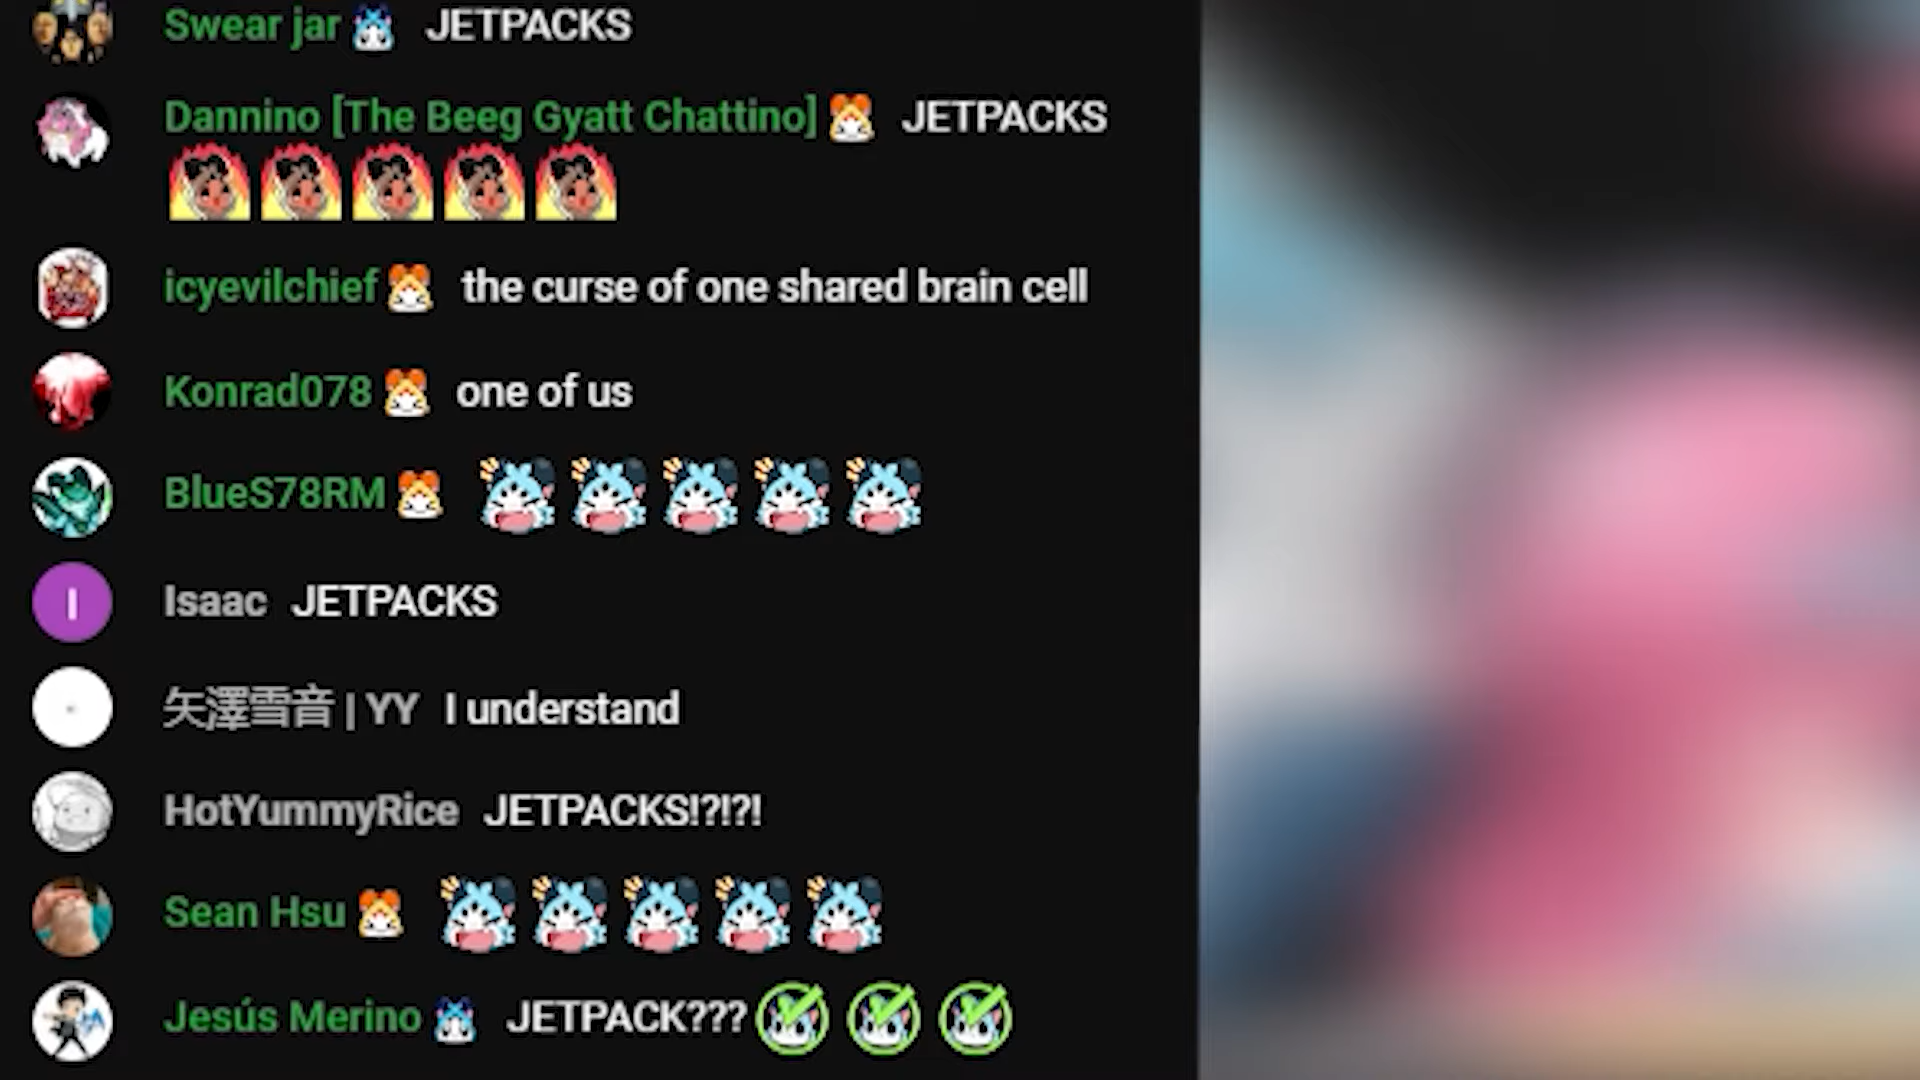 Swear jar JETPACKS
Dannino [The Beeg Gyatt Chattino] JETPACKS
icyevilchief the curse of one shared brain cell
Konrad078 one of us
BlueS78RM
I Isaac JETPACKS
矢澤雪音 | YY I understand
HotYummyRice JETPACKS!?!?!
Sean Hsu
Jesús Merino JETPACK???